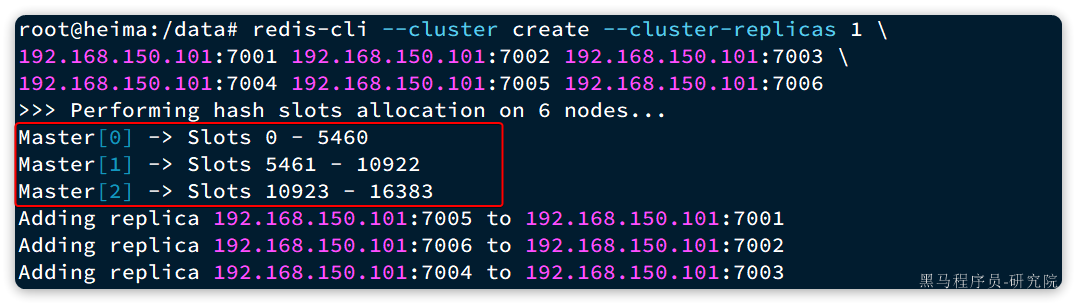 root@heima:/data# redis-cli --cluster create --cluster-replicas 1 \
192.168.150.101:7001 192.168.150.101:7002 192.168.150.101:7003 \
192.168.150.101:7004 192.168.150.101:7005 192.168.150.101:7006
>>> Performing hash slots allocation on 6 nodes...
Master[0] -> Slots 0 - 5460
Master[1] -> Slots 5461 - 10922
Master[2] -> Slots 10923 - 16383
Adding replica 192.168.150.101:7005 to 192.168.150.101:7001
Adding replica 192.168.150.101:7006 to 192.168.150.101:7002
Adding replica 192.168.150.101:7004 to 192.168.150.101:7003
黑马程序员-研究院